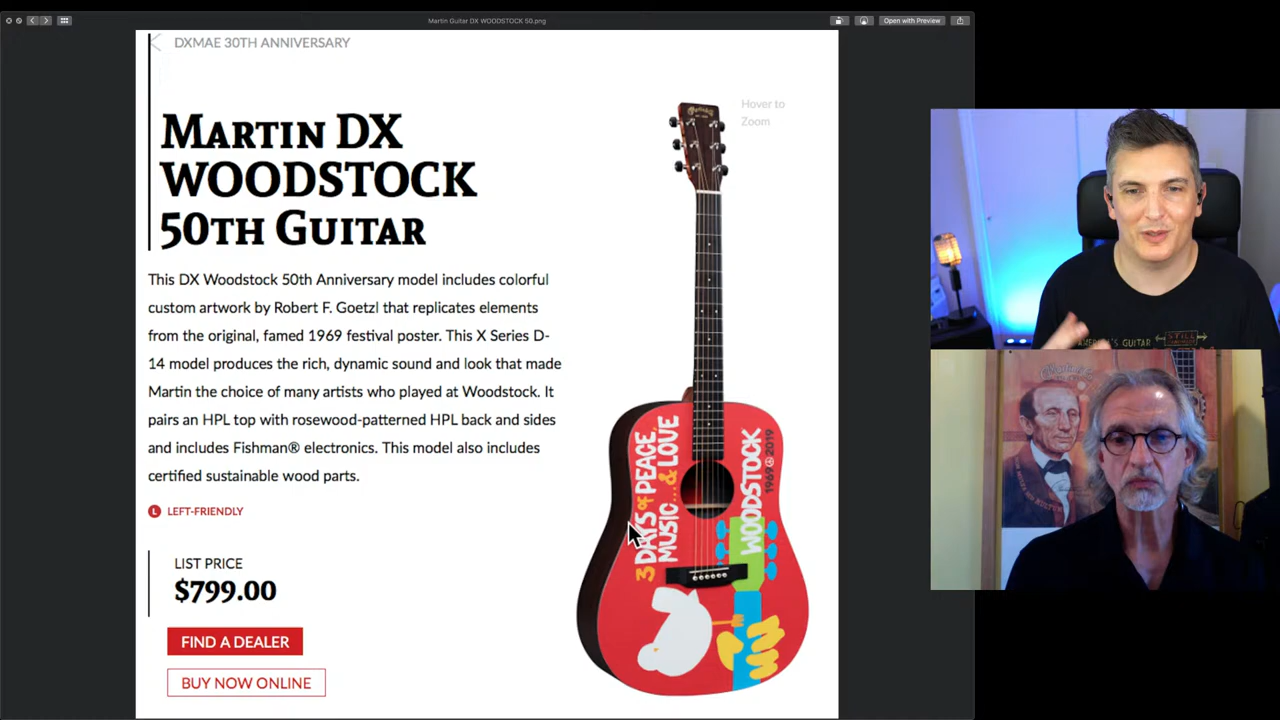 Martin Guitar DX WOODSTOCK 50.png
Open with Preview
DXMAE 30TH ANNIVERSARY
Hover to
Zoom
MARTIN DX
WOODSTOCK
50TH GUITAR
This DX Woodstock 50th Anniversary model includes colorful
custom artwork by Robert F. Goetzl that replicates elements
from the original, famed 1969 festival poster. This X Series D-
14 model produces the rich, dynamic sound and look that made
Martin the choice of many artists who played at Woodstock. It
pairs an HPL top with rosewood-patterned HPL back and sides
and includes Fishman® electronics. This model also includes
certified sustainable wood parts.
L LEFT-FRIENDLY
LIST PRICE
$799.00
FIND A DEALER
BUY NOW ONLINE
3 DAYS of PEACE,
MUSIC... & LOVE
WOODSTOCK
1969 2019
AMERICA'S GUITAR
STILL